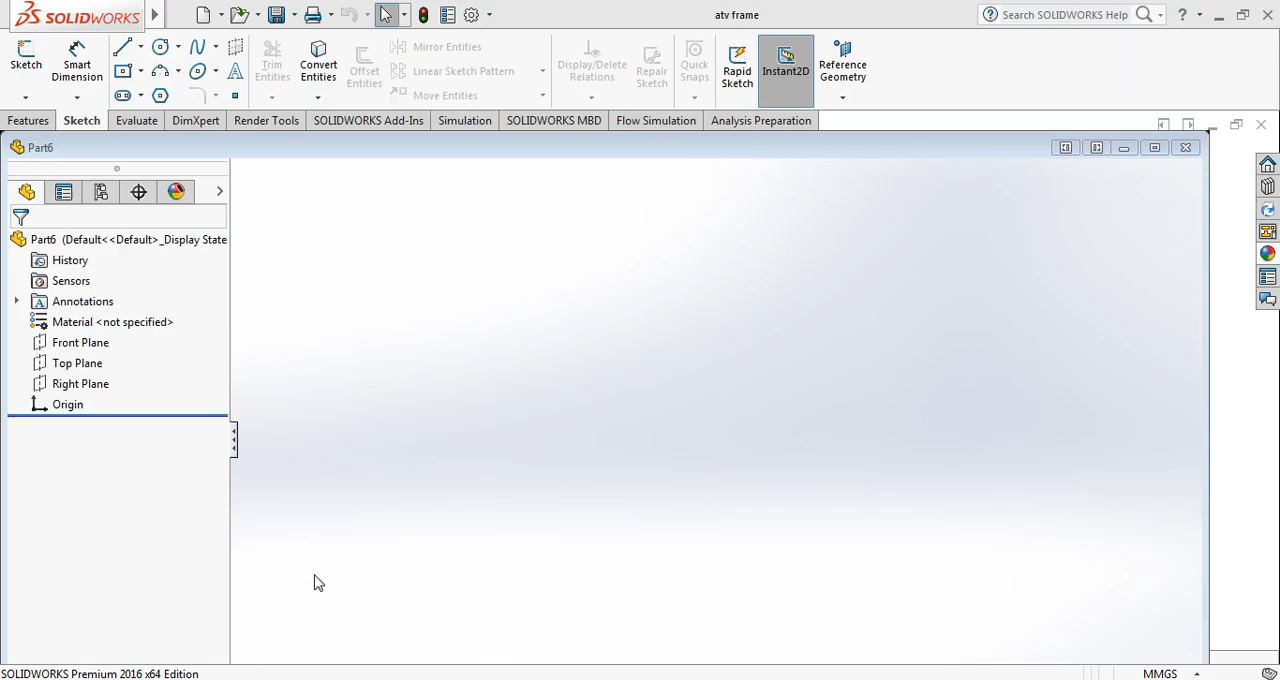 SOLIDWORKS
atv frame
Search SOLIDWORKS Help
?
Sketch
Smart Dimension
Trim Entities
Convert Entities
Offset Entities
Mirror Entities
Linear Sketch Pattern
Move Entities
Display/Delete Relations
Repair Sketch
Quick Snaps
Rapid Sketch
Instant2D
Reference Geometry
Features
Sketch
Evaluate
DimXpert
Render Tools
SOLIDWORKS Add-Ins
Simulation
SOLIDWORKS MBD
Flow Simulation
Analysis Preparation
Part6
Part6 (Default<<Default>_Display State
History
Sensors
Annotations
Material <not specified>
Front Plane
Top Plane
Right Plane
Origin
SOLIDWORKS Premium 2016 x64 Edition
MMGS